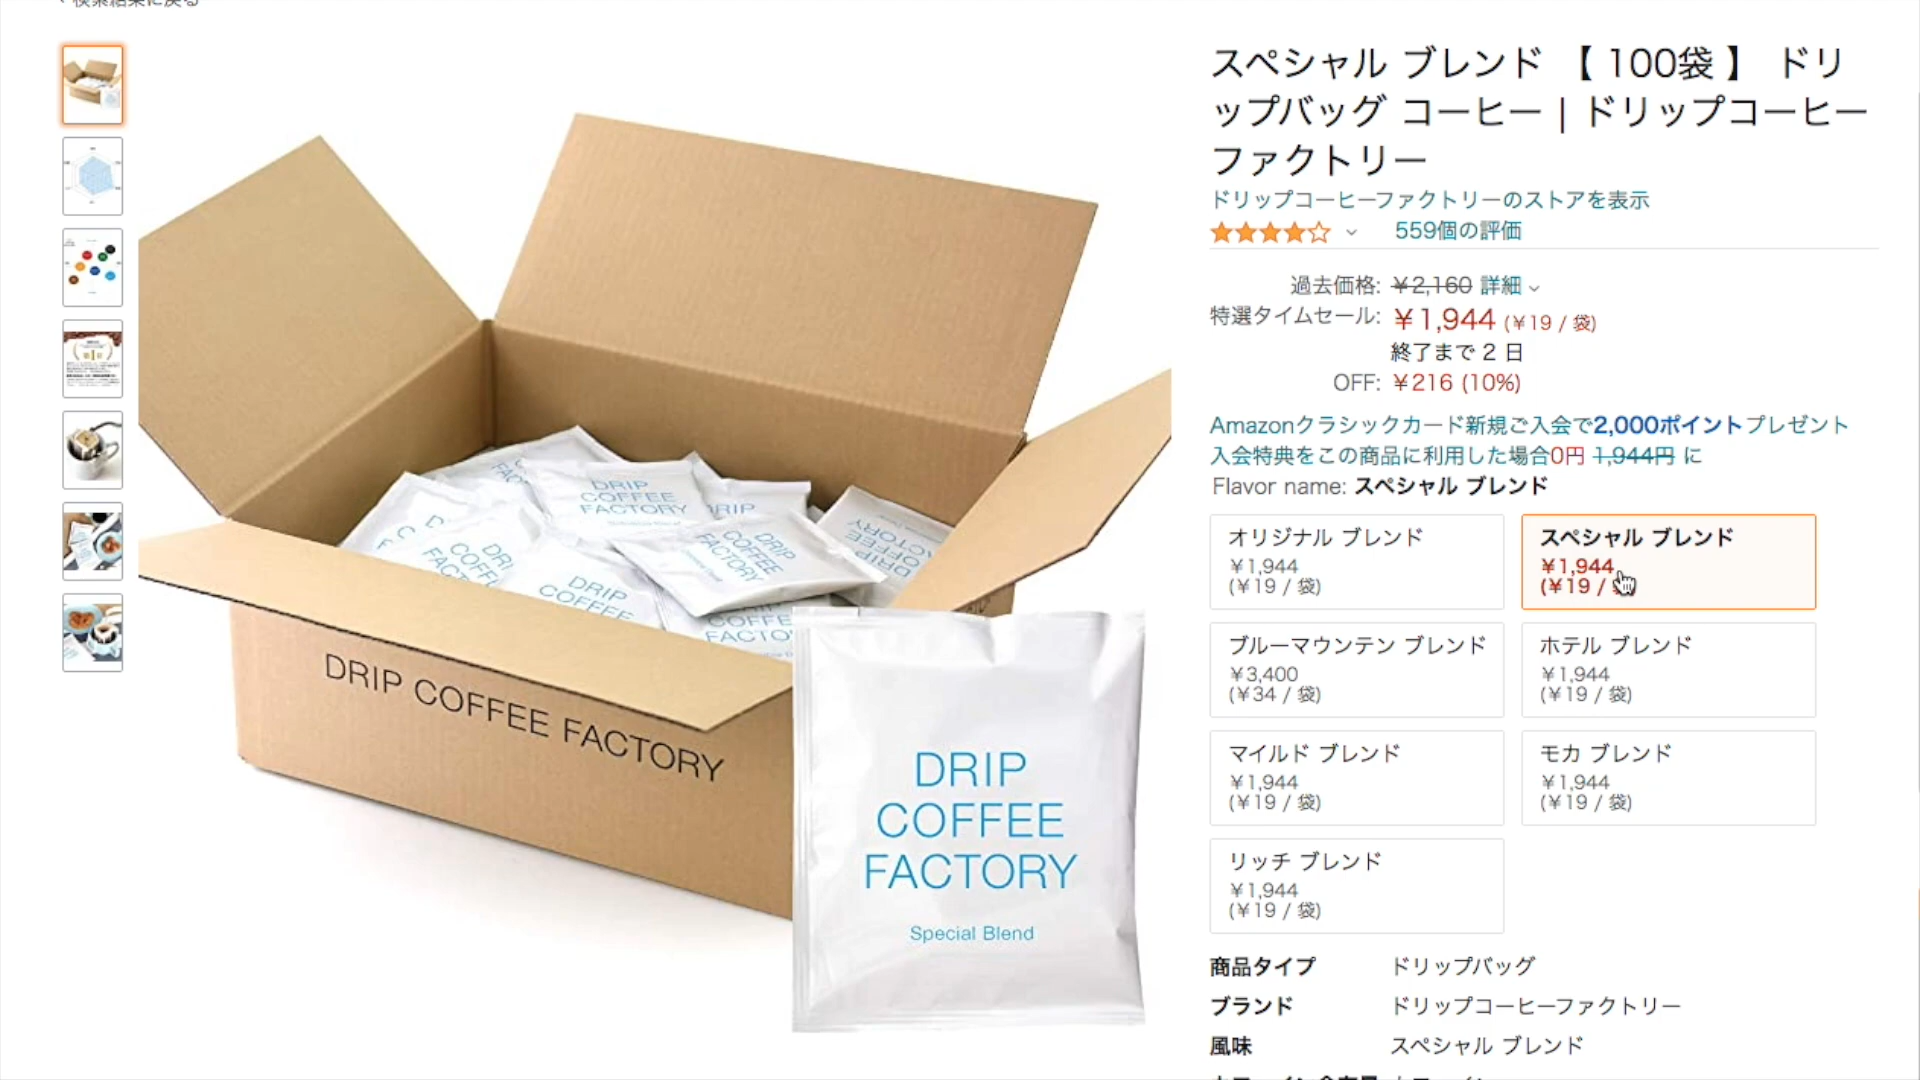 スペシャル ブレンド 【 100袋 】 ドリ
ップバッグ コーヒー | ドリップコーヒー
ファクトリー
ドリップコーヒーファクトリーのストアを表示
559個の評価
過去価格: ￥2,160 詳細
特選タイムセール: ￥1,944 (￥19 / 袋)
終了まで 2 日
OFF: ￥216 (10%)
Amazonクラシックカード新規ご入会で2,000ポイントプレゼント
入会特典をこの商品に利用した場合0円 1,944円 に
Flavor name: スペシャル ブレンド
オリジナル ブレンド
￥1,944
(￥19 / 袋)
スペシャル ブレンド
￥1,944
(￥19 /
ブルーマウンテン ブレンド
￥3,400
(￥34 / 袋)
ホテル ブレンド
￥1,944
(￥19 / 袋)
マイルド ブレンド
￥1,944
(￥19 / 袋)
モカ ブレンド
￥1,944
(￥19 / 袋)
リッチ ブレンド
￥1,944
(￥19 / 袋)
商品タイプ ドリップバッグ
ブランド ドリップコーヒーファクトリー
風味 スペシャル ブレンド
DRIP
COFFEE
FACTORY
DRIP
COFFEE
FACTORY
DRIP
COFFEE
DRIP COFFEE FACTORY
DRIP
COFFEE
FACTORY
Special Blend